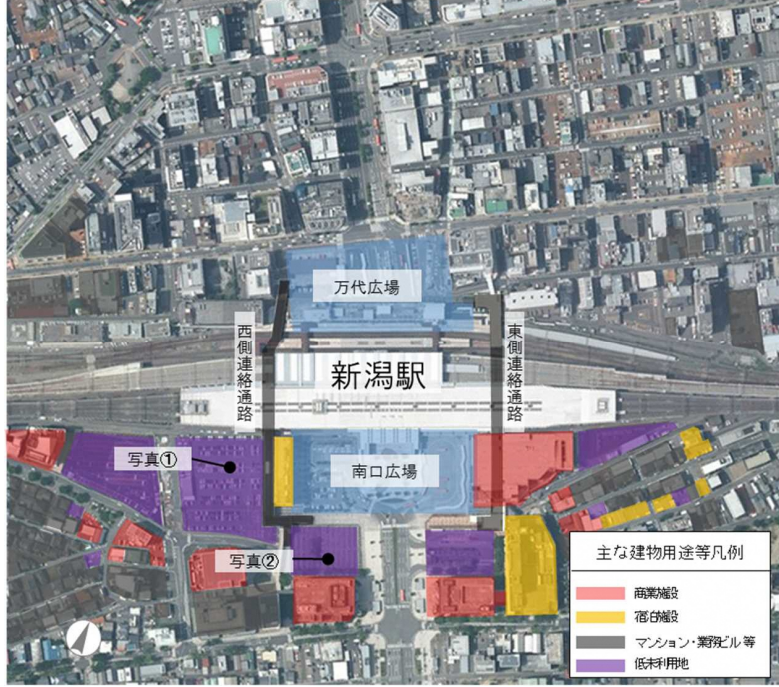 万代広場
西側連絡通路
東側連絡通路
新潟駅
写真①
南口広場
写真②
主な建物用途等凡例
商業施設
宿泊施設
マンション・業務ビル等
低未利用地